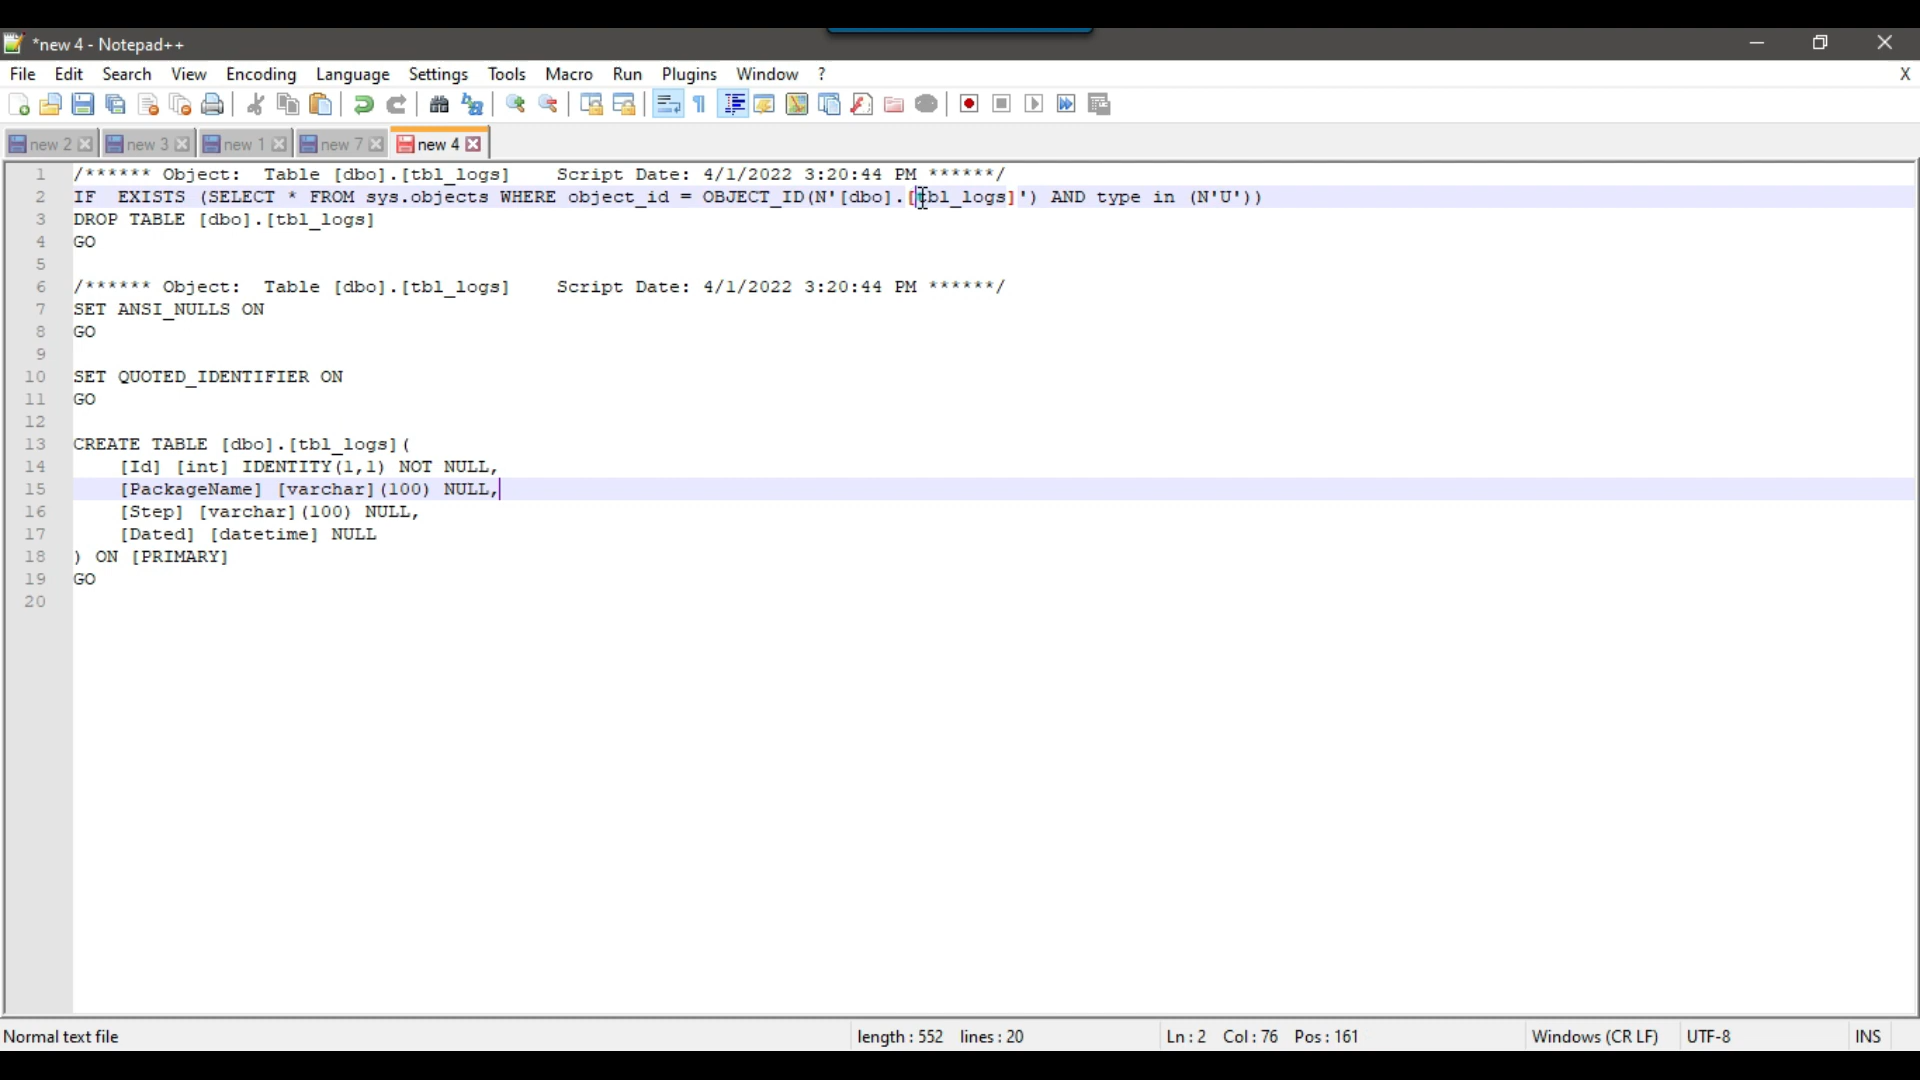 *new 4 - Notepad++
File Edit Search View Encoding Language Settings Tools Macro Run Plugins Window ? X
new 2 new 3 new 1 new 7 new 4
1 /****** Object:  Table [dbo].[tbl_logs]    Script Date: 4/1/2022 3:20:44 PM ******/
2 IF  EXISTS (SELECT * FROM sys.objects WHERE object_id = OBJECT_ID(N'[dbo].[tbl_logs]') AND type in (N'U'))
3 DROP TABLE [dbo].[tbl_logs]
4 GO
5
6 /****** Object:  Table [dbo].[tbl_logs]    Script Date: 4/1/2022 3:20:44 PM ******/
7 SET ANSI_NULLS ON
8 GO
9
10 SET QUOTED_IDENTIFIER ON
11 GO
12
13 CREATE TABLE [dbo].[tbl_logs](
14     [Id] [int] IDENTITY(1,1) NOT NULL,
15     [PackageName] [varchar](100) NULL,
16     [Step] [varchar](100) NULL,
17     [Dated] [datetime] NULL
18 ) ON [PRIMARY]
19 GO
20
Normal text file length : 552 lines : 20 Ln : 2 Col : 76 Pos : 161 Windows (CR LF) UTF-8 INS